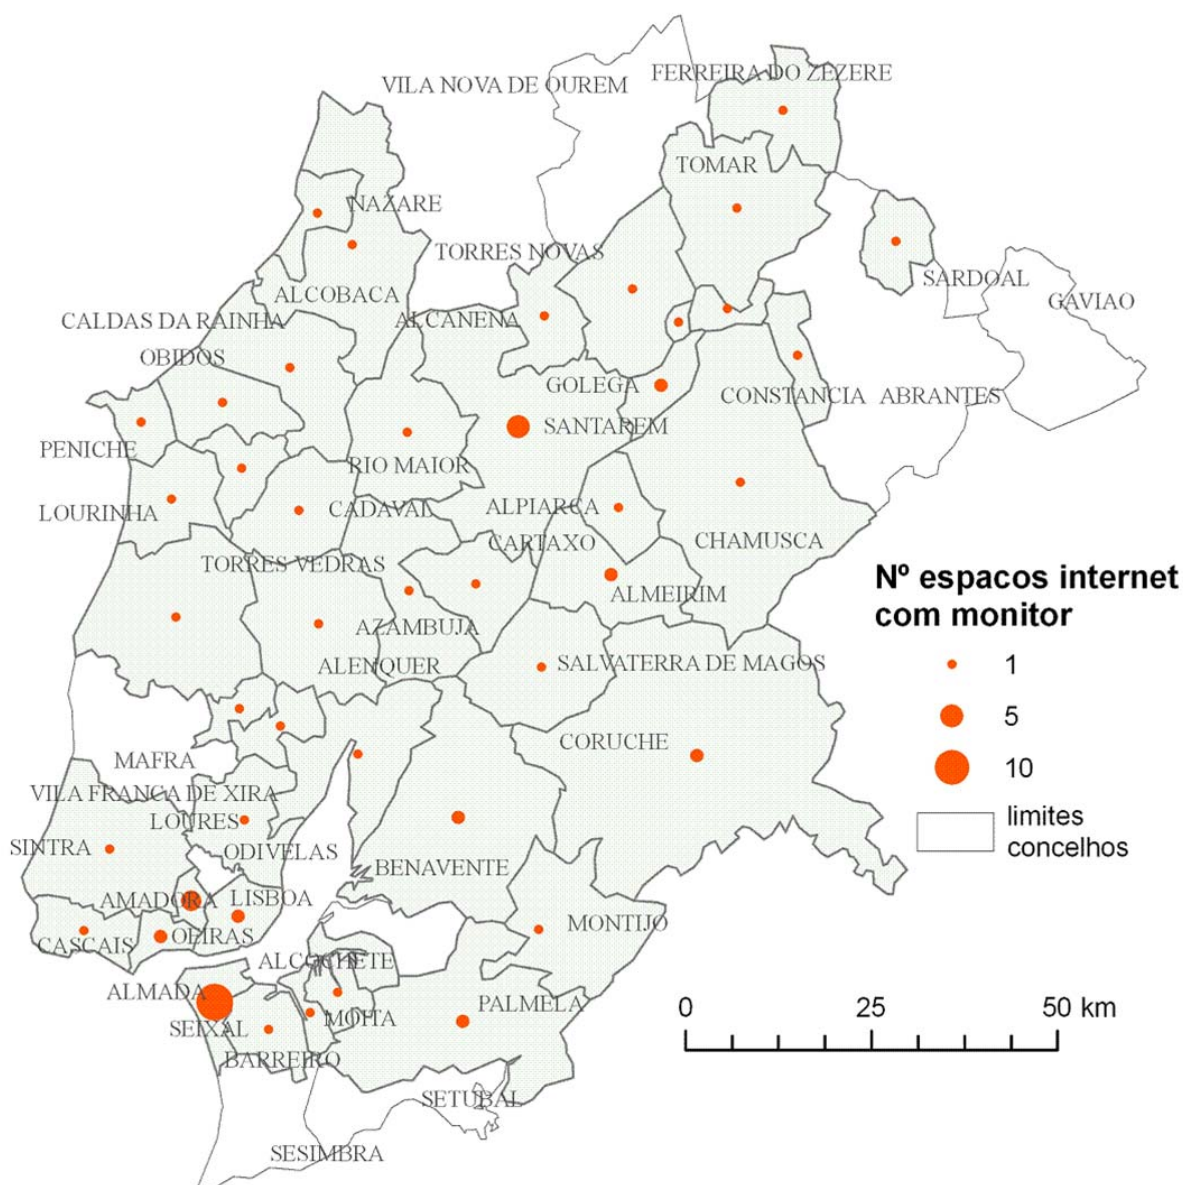 FERREIRA DO ZEZERE
VILA NOVA DE OUREM
TOMAR
NAZARE
TORRES NOVAS
SARDOAL
ALCOBACA
GAVIAO
CALDAS DA RAINHA
ALCANENA
OBIDOS
GOLEGA
CONSTANCIA
ABRANTES
SANTAREM
PENICHE
RIO MAIOR
LOURINHA
CADAVAL
ALPIARCA
CARTAXO
CHAMUSCA
TORRES VEDRAS
ALMEIRIM
AZAMBUJA
ALENQUER
SALVATERRA DE MAGOS
CORUCHE
MAFRA
VILA FRANCA DE XIRA
LOURES
SINTRA
ODIVELAS
BENAVENTE
AMADORA
LISBOA
MONTIJO
CASCAIS
OEIRAS
ALCOCHETE
ALMADA
PALMELA
SEIXAL
MOITA
BARREIRO
SETUBAL
SESIMBRA
Nº espacos internet
com monitor
1
5
10
limites
concelhos
0 25 50 km